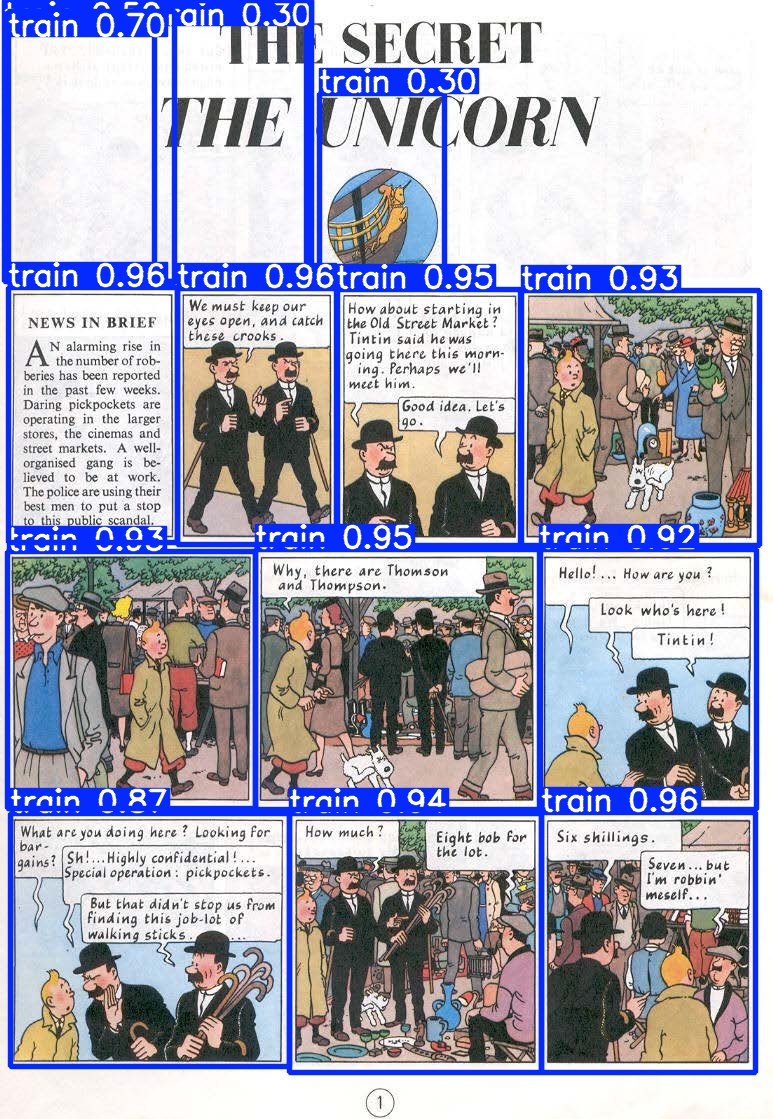 train 0.70
ain 0.30
THE SECRET
train 0.30
THE UNICORN
train 0.96
train 0.96
train 0.95
train 0.93
NEWS IN BRIEF
AN alarming rise in
the number of rob-
beries has been reported
in the past few weeks.
Daring pickpockets are
operating in the larger
stores, the cinemas and
street markets. A well-
organised gang is be-
lieved to be at work.
The police are using their
best men to put a stop
to this public scandal.
We must keep our
eyes open, and catch
these crooks.
How about starting in
the Old Street Market?
Tintin said he was
going there this morn-
ing. Perhaps we'll
meet him.
Good idea. Let's
go.
train 0.93
train 0.95
train 0.92
Why, there are Thomson
and Thompson.
Hello!... How are you?
Look who's here!
Tintin!
train 0.87
train 0.94
train 0.96
What are you doing here? Looking for
bar-
gains?
Sh!...Highly confidential!...
Special operation: pickpockets.
But that didn't stop us from
finding this job-lot of
walking sticks.......
How much?
Eight bob for
the lot.
Six shillings.
Seven...but
I'm robbin'
meself...
1